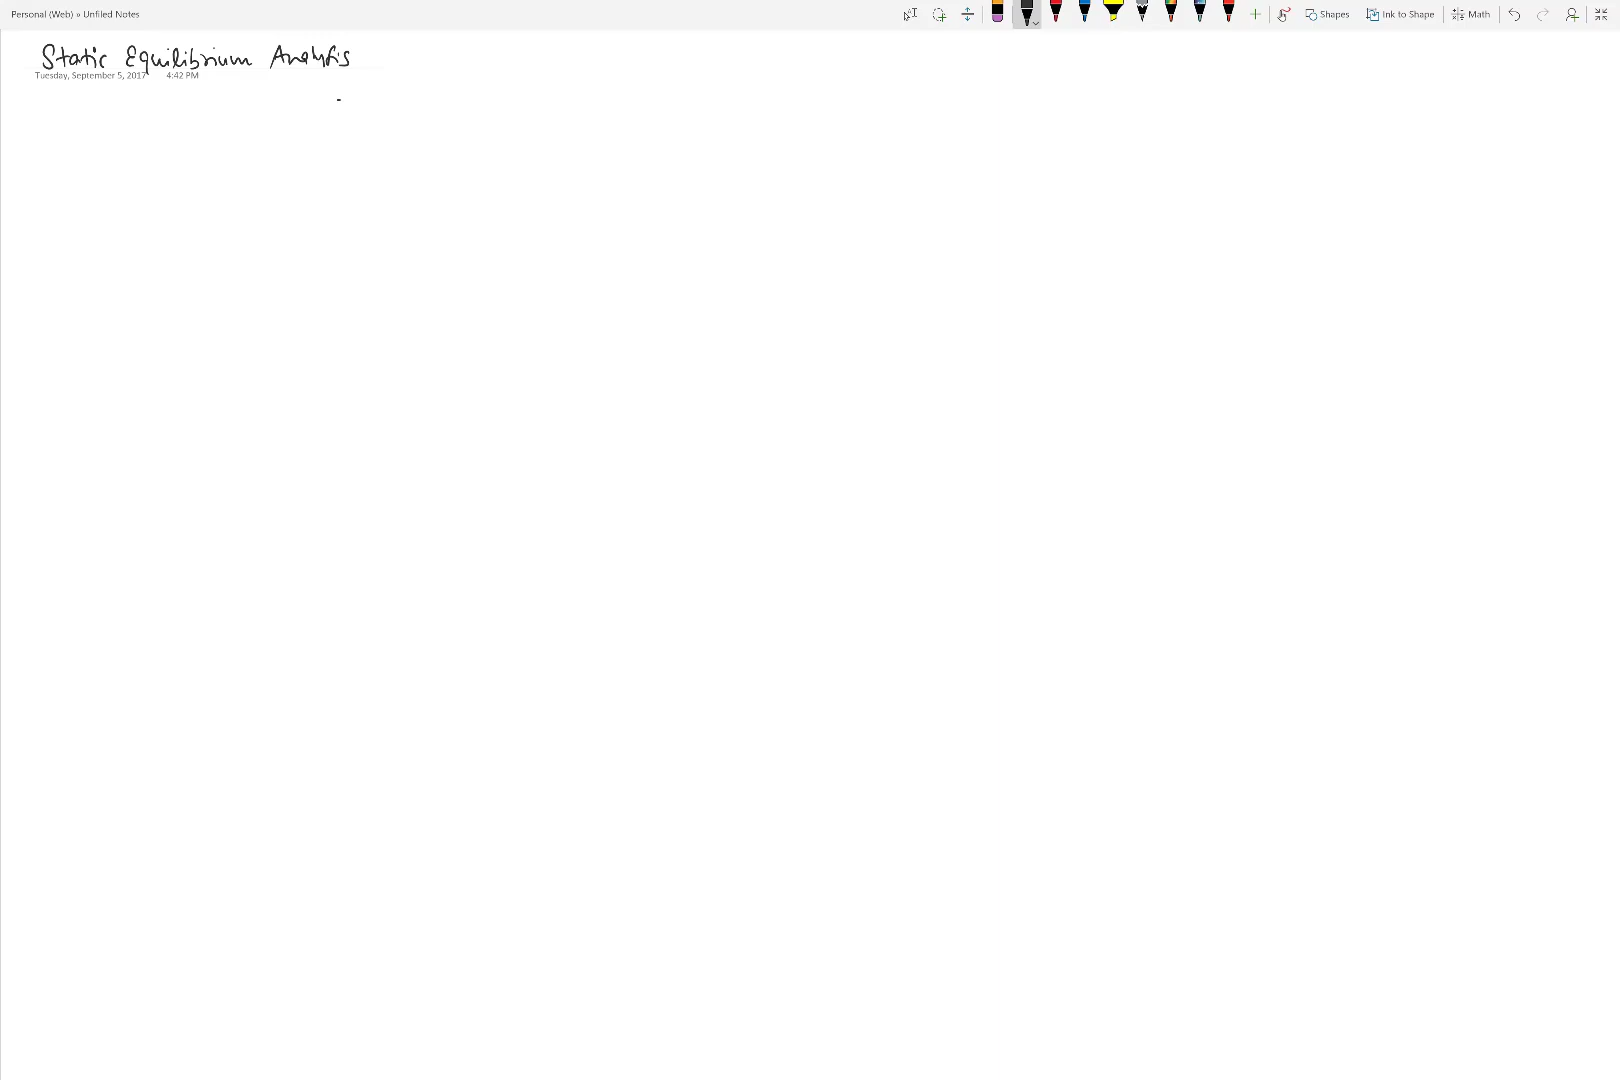 Personal (Web) » Unfiled Notes
Shapes Ink to Shape Math
Static Equilibrium Analysis
Tuesday, September 5, 2017 4:42 PM